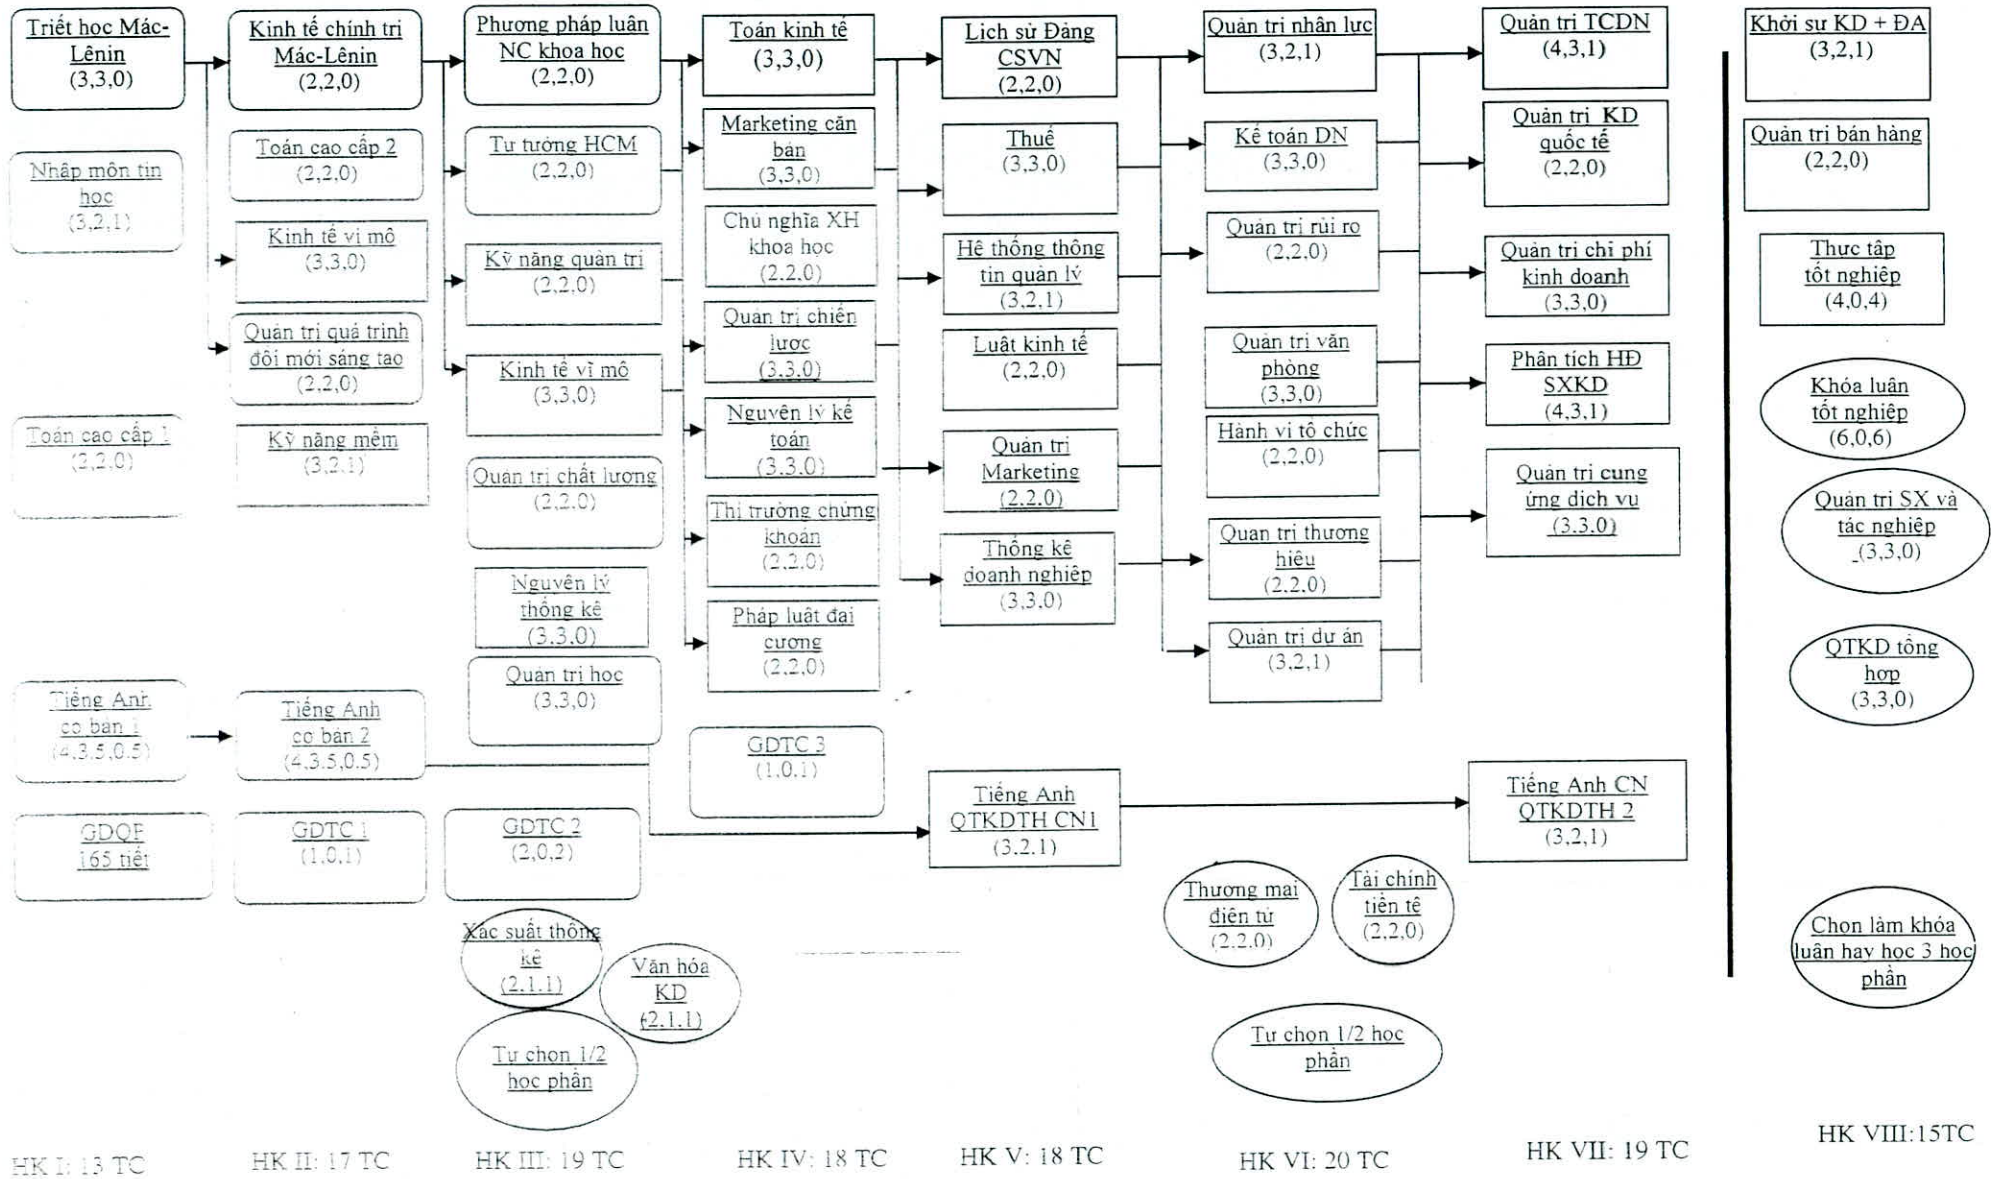 Triết học Mác-
Lênin
(3,3,0)
Nhập môn tin
học
(3,2,1)
Toán cao cấp 1
(2,2,0)
Tiếng Anh
cơ bản 1
(4,3.5,0.5)
GDQP
165 tiết
HK I: 13 TC
Kinh tế chính trị
Mác-Lênin
(2,2,0)
Toán cao cấp 2
(2,2,0)
Kinh tế vi mô
(3,3,0)
Quản trị quá trình
đổi mới sáng tạo
(2,2,0)
Kỹ năng mềm
(3,2,1)
Tiếng Anh
cơ bản 2
(4,3.5,0.5)
GDTC 1
(1,0,1)
HK II: 17 TC
Phương pháp luận
NC khoa học
(2,2,0)
Tư tưởng HCM
(2,2,0)
Kỹ năng quản trị
(2,2,0)
Kinh tế vĩ mô
(3,3,0)
Quản trị chất lượng
(2,2,0)
Nguyên lý
thống kê
(3.3.0)
Quản trị học
(3,3,0)
GDTC 2
(2,0,2)
Xác suất thống
kê
(2.1.1)
Văn hóa
KD
(2.1.1)
Tự chọn 1/2
học phần
HK III: 19 TC
Toán kinh tế
(3,3,0)
Marketing căn
bản
(3,3,0)
Chủ nghĩa XH
khoa học
(2.2.0)
Quản trị chiến
lược
(3.3.0)
Nguyên lý kế
toán
(3.3.0)
Thị trường chứng
khoán
(2.2.0)
Pháp luật đại
cương
(2,2,0)
GDTC 3
(1.0.1)
HK IV: 18 TC
Lịch sử Đảng
CSVN
(2,2,0)
Thuế
(3,3,0)
Hệ thống thông
tin quản lý
(3,2,1)
Luật kinh tế
(2,2,0)
Quản trị
Marketing
(2.2.0)
Thống kê
doanh nghiệp
(3,3,0)
Tiếng Anh
QTKDTH CN1
(3.2.1)
HK V: 18 TC
Quản trị nhân lực
(3,2,1)
Kế toán DN
(3,3,0)
Quản trị rủi ro
(2,2,0)
Quản trị văn
phòng
(3,3,0)
Hành vi tổ chức
(2,2,0)
Quản trị thương
hiệu
(2,2,0)
Quản trị dự án
(3,2,1)
Thương mại
điện tử
(2.2.0)
Tài chính
tiền tệ
(2,2,0)
Tự chọn 1/2 học
phần
HK VI: 20 TC
Quản trị TCDN
(4,3,1)
Quản trị KD
quốc tế
(2,2,0)
Quản trị chi phí
kinh doanh
(3,3,0)
Phân tích HĐ
SXKD
(4,3,1)
Quản trị cung
ứng dịch vụ
(3.3.0)
Tiếng Anh CN
QTKDTH 2
(3,2,1)
HK VII: 19 TC
Khởi sự KD + ĐA
(3,2,1)
Quản trị bán hàng
(2,2,0)
Thực tập
tốt nghiệp
(4,0,4)
Khóa luận
tốt nghiệp
(6,0,6)
Quản trị SX và
tác nghiệp
(3,3,0)
QTKD tổng
hợp
(3,3,0)
Chọn làm khóa
luận hay học 3 học
phần
HK VIII:15TC